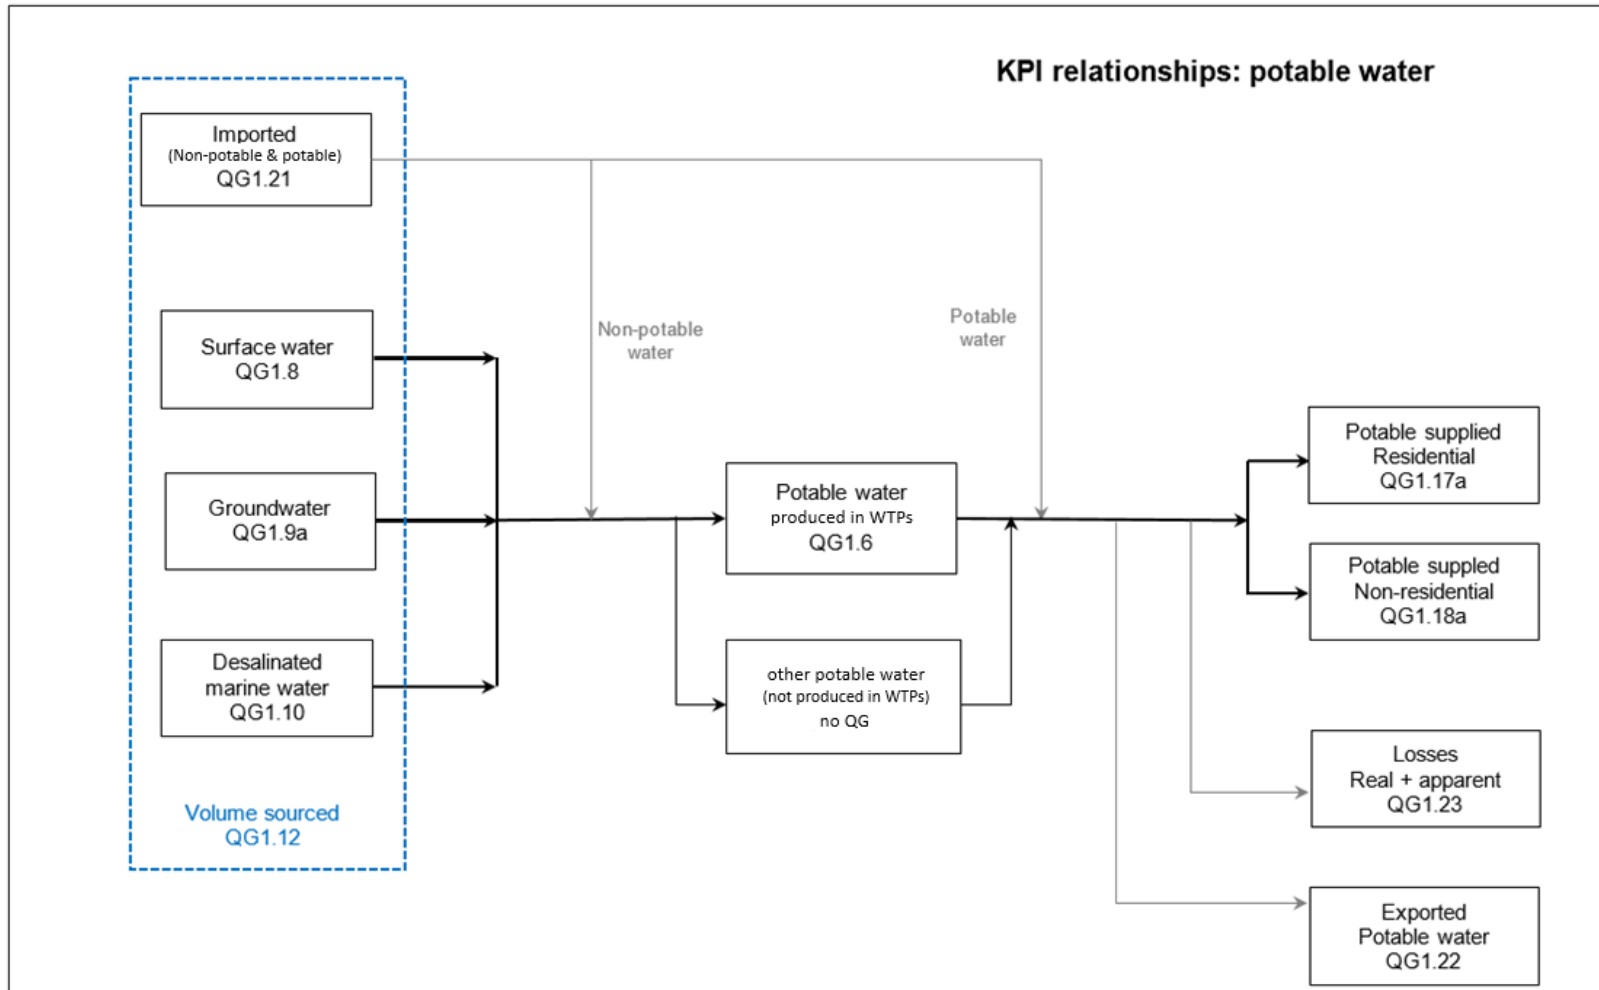 KPI relationships: potable water
Imported
(Non-potable & potable)
QG1.21
Surface water
QG1.8
Groundwater
QG1.9a
Desalinated
marine water
QG1.10
Volume sourced
QG1.12
Non-potable
water
Potable
water
Potable water
produced in WTPs
QG1.6
other potable water
(not produced in WTPs)
no QG
Potable supplied
Residential
QG1.17a
Potable suppled
Non-residential
QG1.18a
Losses
Real + apparent
QG1.23
Exported
Potable water
QG1.22